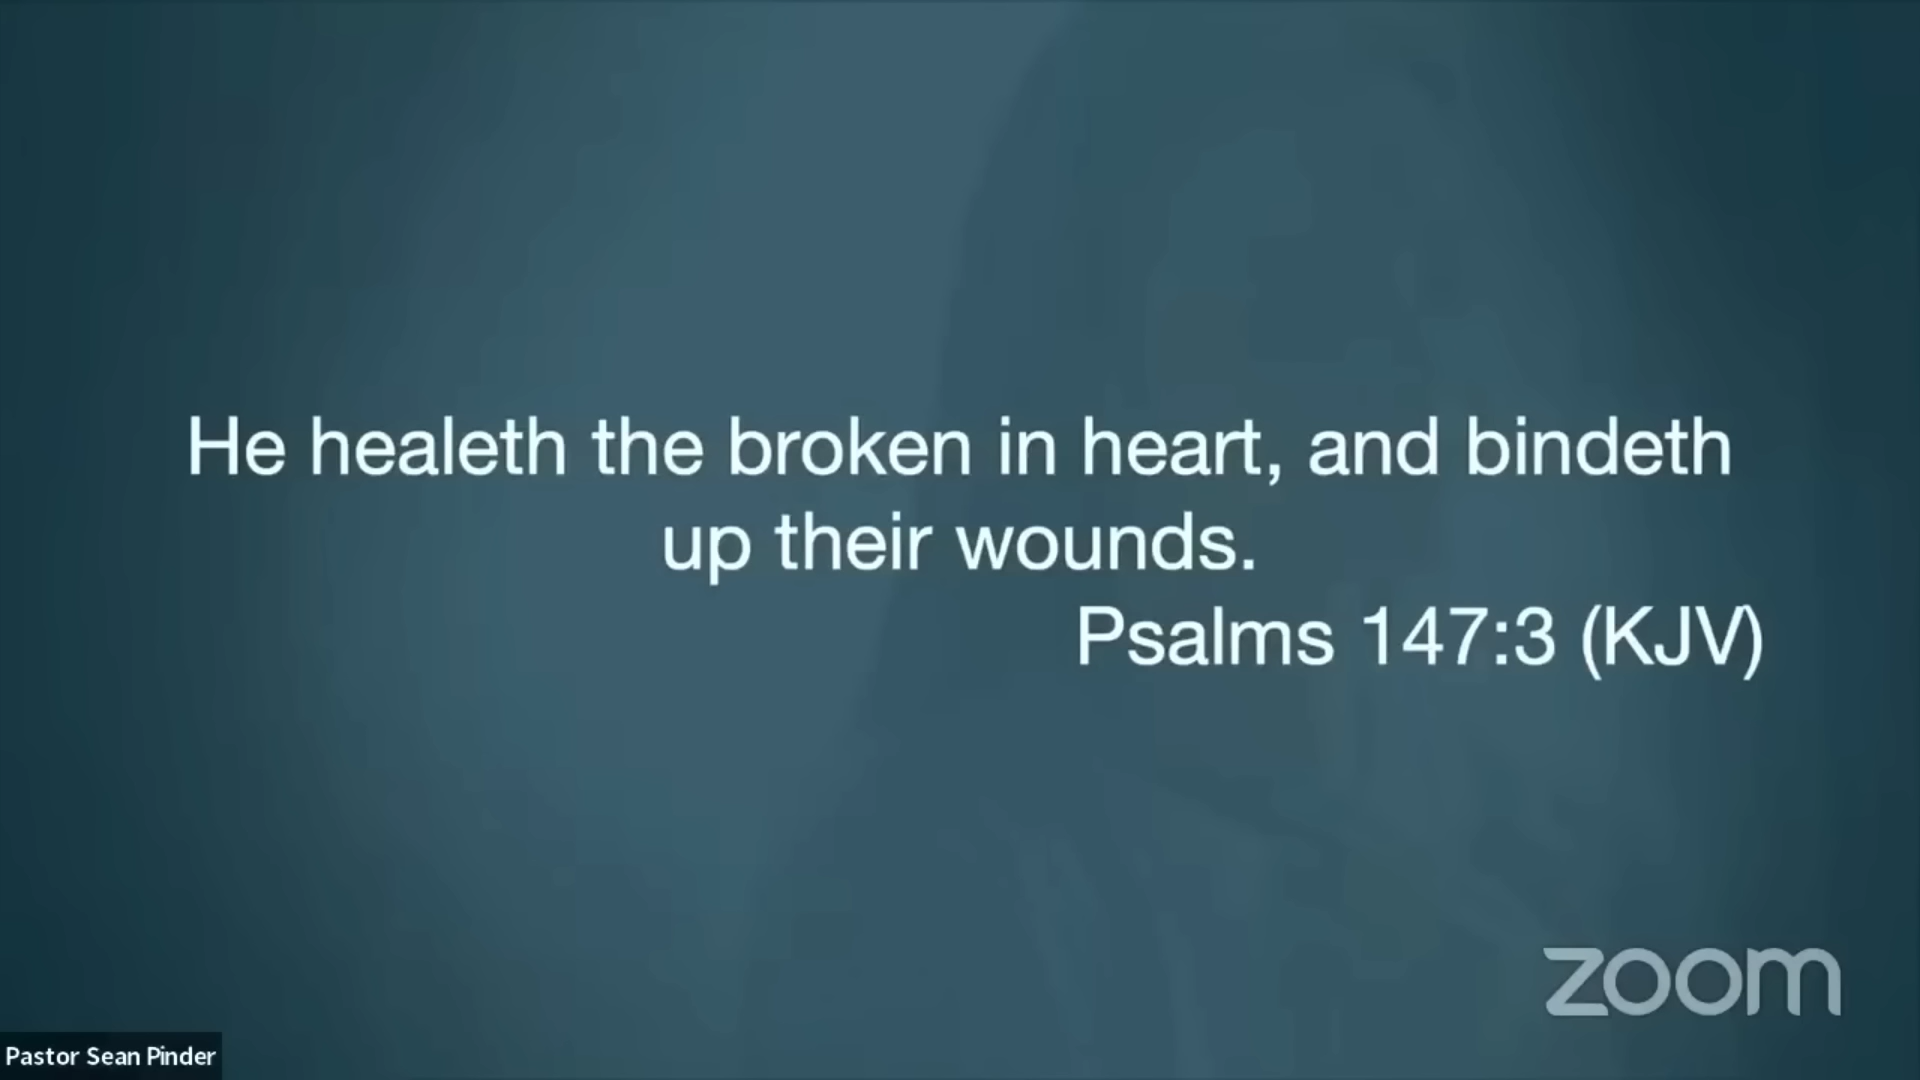 He healeth the broken in heart, and bindeth
up their wounds.
Psalms 147:3 (KJV)
zoom
Pastor Sean Pinder